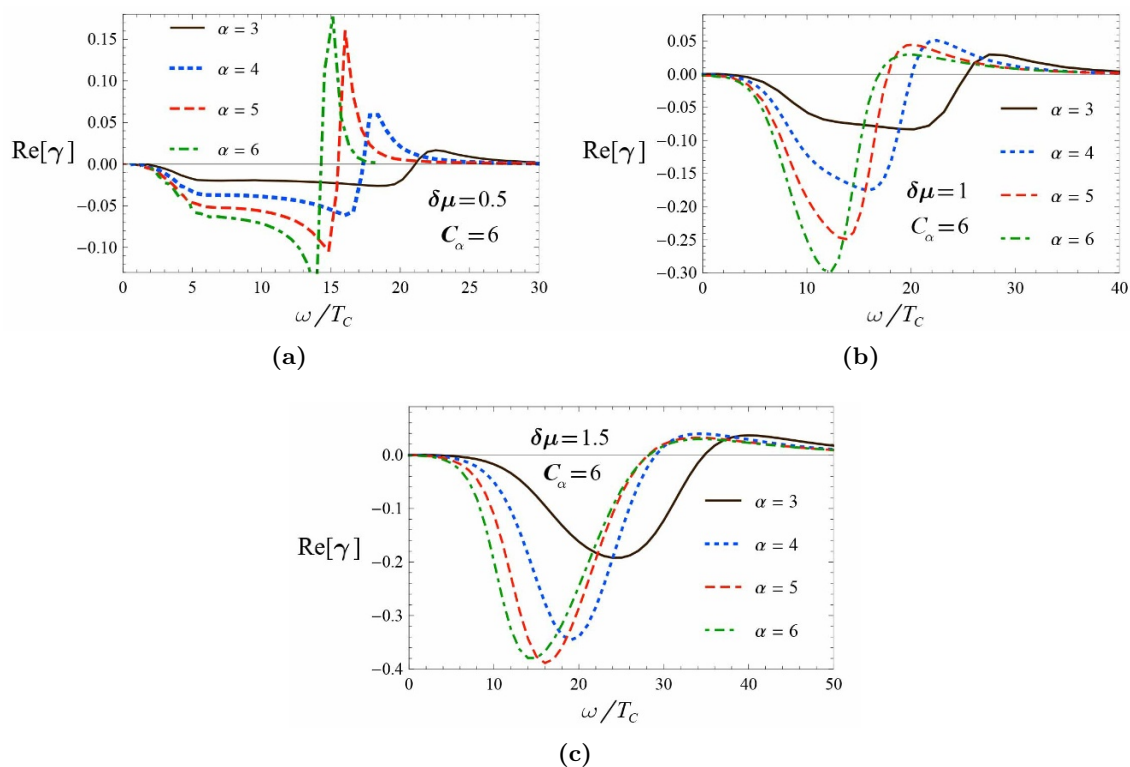 0.15
0.10
0.05
0.00
−0.05
−0.10
Re[γ]
α = 3
α = 4
α = 5
α = 6
δμ=0.5
C_α=6
0 5 10 15 20 25 30
ω/T_C
(a)
0.05
0.00
−0.05
−0.10
−0.15
−0.20
−0.25
−0.30
Re[γ]
α = 3
α = 4
α = 5
α = 6
δμ=1
C_α=6
0 10 20 30 40
ω/T_C
(b)
0.0
−0.1
−0.2
−0.3
−0.4
Re[γ]
δμ=1.5
C_α=6
α = 3
α = 4
α = 5
α = 6
0 10 20 30 40 50
ω/T_C
(c)